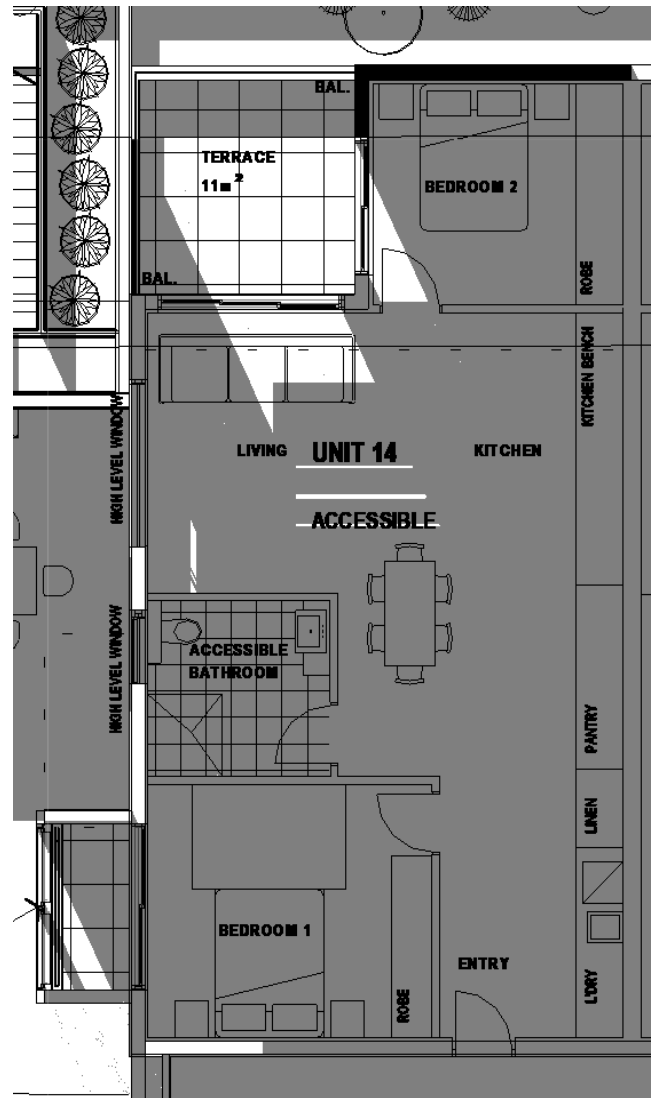 BAL.
TERRACE
11m²
BEDROOM 2
BAL.
ROBE
KITCHEN BENCH
HIGH LEVEL WINDOW
LIVING
UNIT 14
KITCHEN
ACCESSIBLE
HIGH LEVEL WINDOW
ACCESSIBLE
BATHROOM
PANTRY
LINEN
BEDROOM 1
ENTRY
ROBE
L'DRY